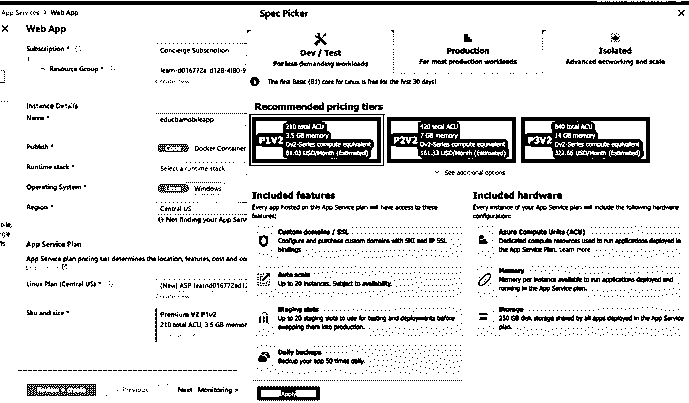 App Services > Web App
Web App
Subscription *
Concierge Subscription
Resource Group *
Instance Details
Name *
educbamobileapp
Publish *
Docker Container
Runtime stack *
Select a runtime stack
Operating System *
Windows
Region *
Central US
Not finding your App Serv
App Service Plan
App Service plan pricing tier determines the location, features, cost and co
Linux Plan (Central US) *
Sku and size *
Premium V2 P1v2
210 total ACU, 3.5 GB memor
< Previous
Next: Monitoring >
Spec Picker
Dev / Test
For less demanding workloads
Production
For most production workloads
Isolated
Advanced networking and scale
The first Basic (B1) core for Linux is free for the first 30 days!
Recommended pricing tiers
P1V2
210 total ACU
3.5 GB memory
Dv2-Series compute equivalent
81.03 USD/Month (Estimated)
P2V2
420 total ACU
7 GB memory
Dv2-Series compute equivalent
161.33 USD/Month (Estimated)
P3V2
840 total ACU
14 GB memory
Dv2-Series compute equivalent
322.66 USD/Month (Estimated)
See additional options
Included features
Every app hosted on this App Service plan will have access to these
features:
Custom domains / SSL
Configure and purchase custom domains with SNI and IP SSL
bindings
Auto scale
Up to 20 instances. Subject to availability.
Staging slots
Up to 20 staging slots to use for testing and deployments before
swapping them into production.
Daily backups
Backup your app 50 times daily.
Included hardware
Every instance of your App Service plan will include the following hardware
configuration:
Azure Compute Units (ACU)
Dedicated compute resources used to run applications deployed in
the App Service Plan. Learn more
Memory
Memory per instance available to run applications deployed and
running in the App Service plan.
Storage
250 GB disk storage shared by all apps deployed in the App Service
plan.
Apply